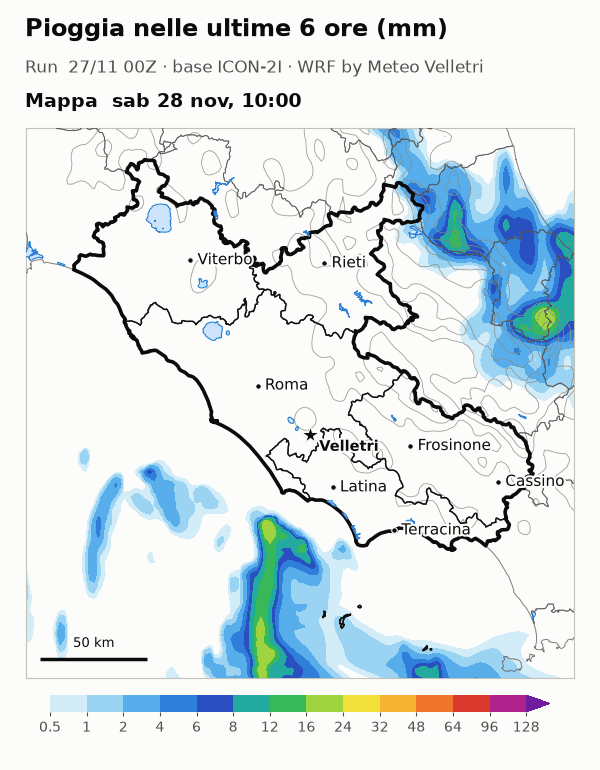 Pioggia nelle ultime 6 ore (mm)
Run 27/11 00Z · base ICON-2I · WRF by Meteo Velletri
Mappa sab 28 nov, 10:00
Viterbo
Rieti
Roma
Velletri
Frosinone
Latina
Cassino
Terracina
50 km
0.5 1 2 4 6 8 12 16 24 32 48 64 96 128